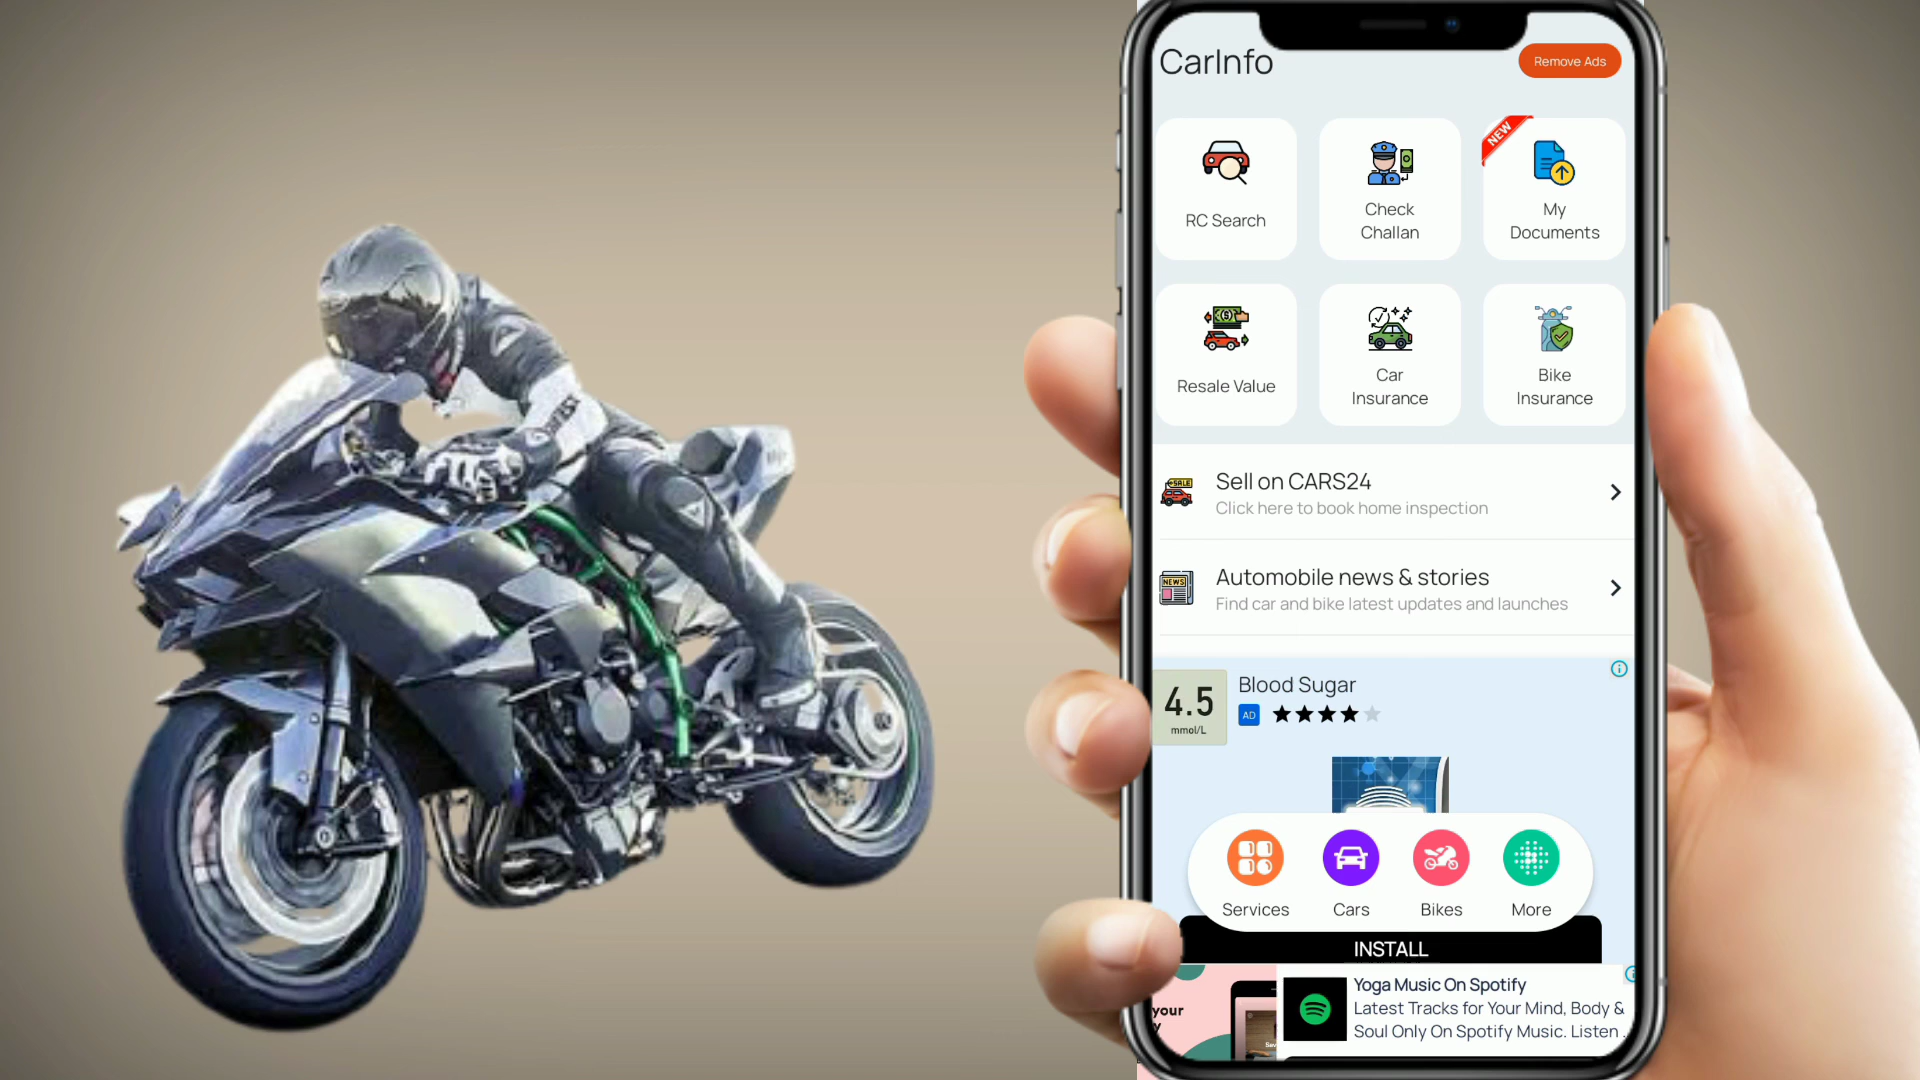 CarInfo
Remove Ads
RC Search
Check
Challan
NEW
My
Documents
Resale Value
Car
Insurance
Bike
Insurance
SALE
Sell on CARS24
Click here to book home inspection
NEWS
Automobile news & stories
Find car and bike latest updates and launches
4.5
mmol/L
Blood Sugar
AD
Services
Cars
Bikes
More
INSTALL
your
y
Yoga Music On Spotify
Latest Tracks for Your Mind, Body &
Soul Only On Spotify Music. Listen .